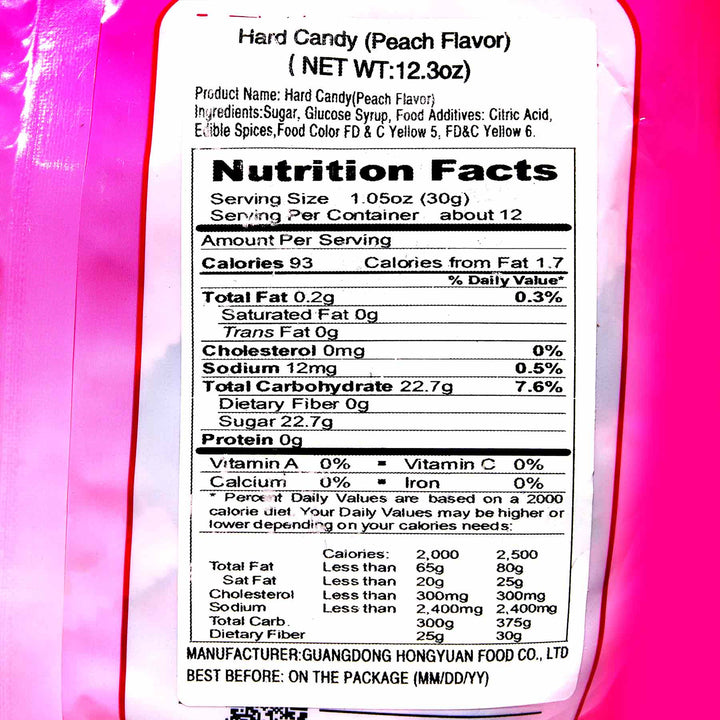 Hard Candy (Peach Flavor)
( NET WT:12.3oz)
Product Name: Hard Candy(Peach Flavor)
Ingredients:Sugar, Glucose Syrup, Food Additives: Citric Acid,
Edible Spices,Food Color FD & C Yellow 5, FD&C Yellow 6.
Nutrition Facts
Serving Size 1.05oz (30g)
Serving Per Container about 12
Amount Per Serving
Calories 93 Calories from Fat 1.7
% Daily Value*
Total Fat 0.2g 0.3%
Saturated Fat 0g
Trans Fat 0g
Cholesterol 0mg 0%
Sodium 12mg 0.5%
Total Carbohydrate 22.7g 7.6%
Dietary Fiber 0g
Sugar 22.7g
Protein 0g
Vitamin A 0% ▪ Vitamin C 0%
Calcium 0% ▪ Iron 0%
* Percent Daily Values are based on a 2000
calorie diet. Your Daily Values may be higher or
lower depending on your calories needs:
Calories: 2,000 2,500
Total Fat Less than 65g 80g
Sat Fat Less than 20g 25g
Cholesterol Less than 300mg 300mg
Sodium Less than 2,400mg 2,400mg
Total Carb. 300g 375g
Dietary Fiber 25g 30g
MANUFACTURER:GUANGDONG HONGYUAN FOOD CO., LTD
BEST BEFORE: ON THE PACKAGE (MM/DD/YY)